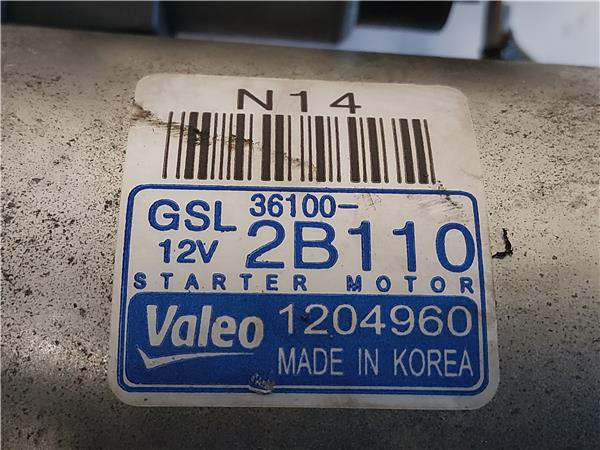 N14
GSL 36100-
12V 2B110
STARTER MOTOR
Valeo 1204960
MADE IN KOREA